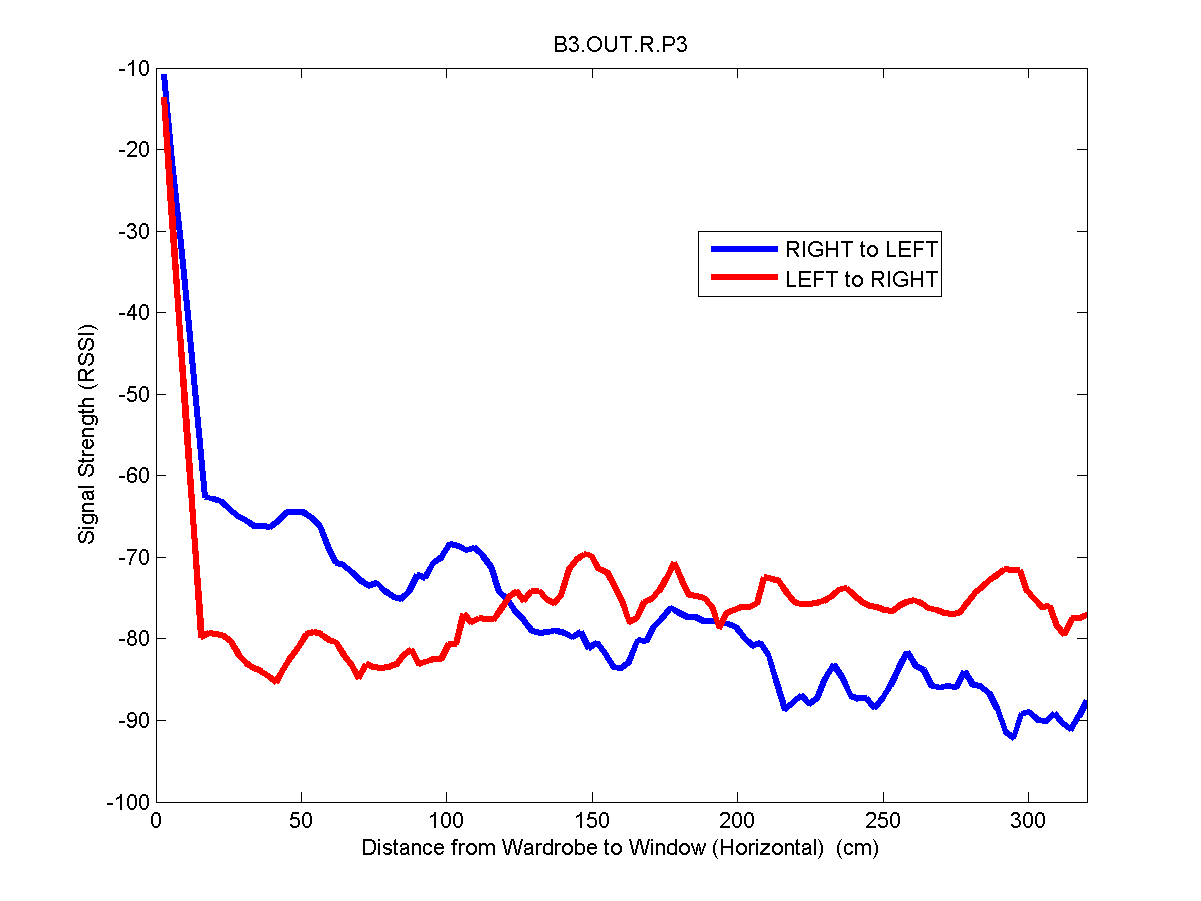 B3.OUT.R.P3
-10
-20
-30
-40
-50
-60
-70
-80
-90
-100
Signal Strength (RSSI)
RIGHT to LEFT
LEFT to RIGHT
0 50 100 150 200 250 300
Distance from Wardrobe to Window (Horizontal) (cm)